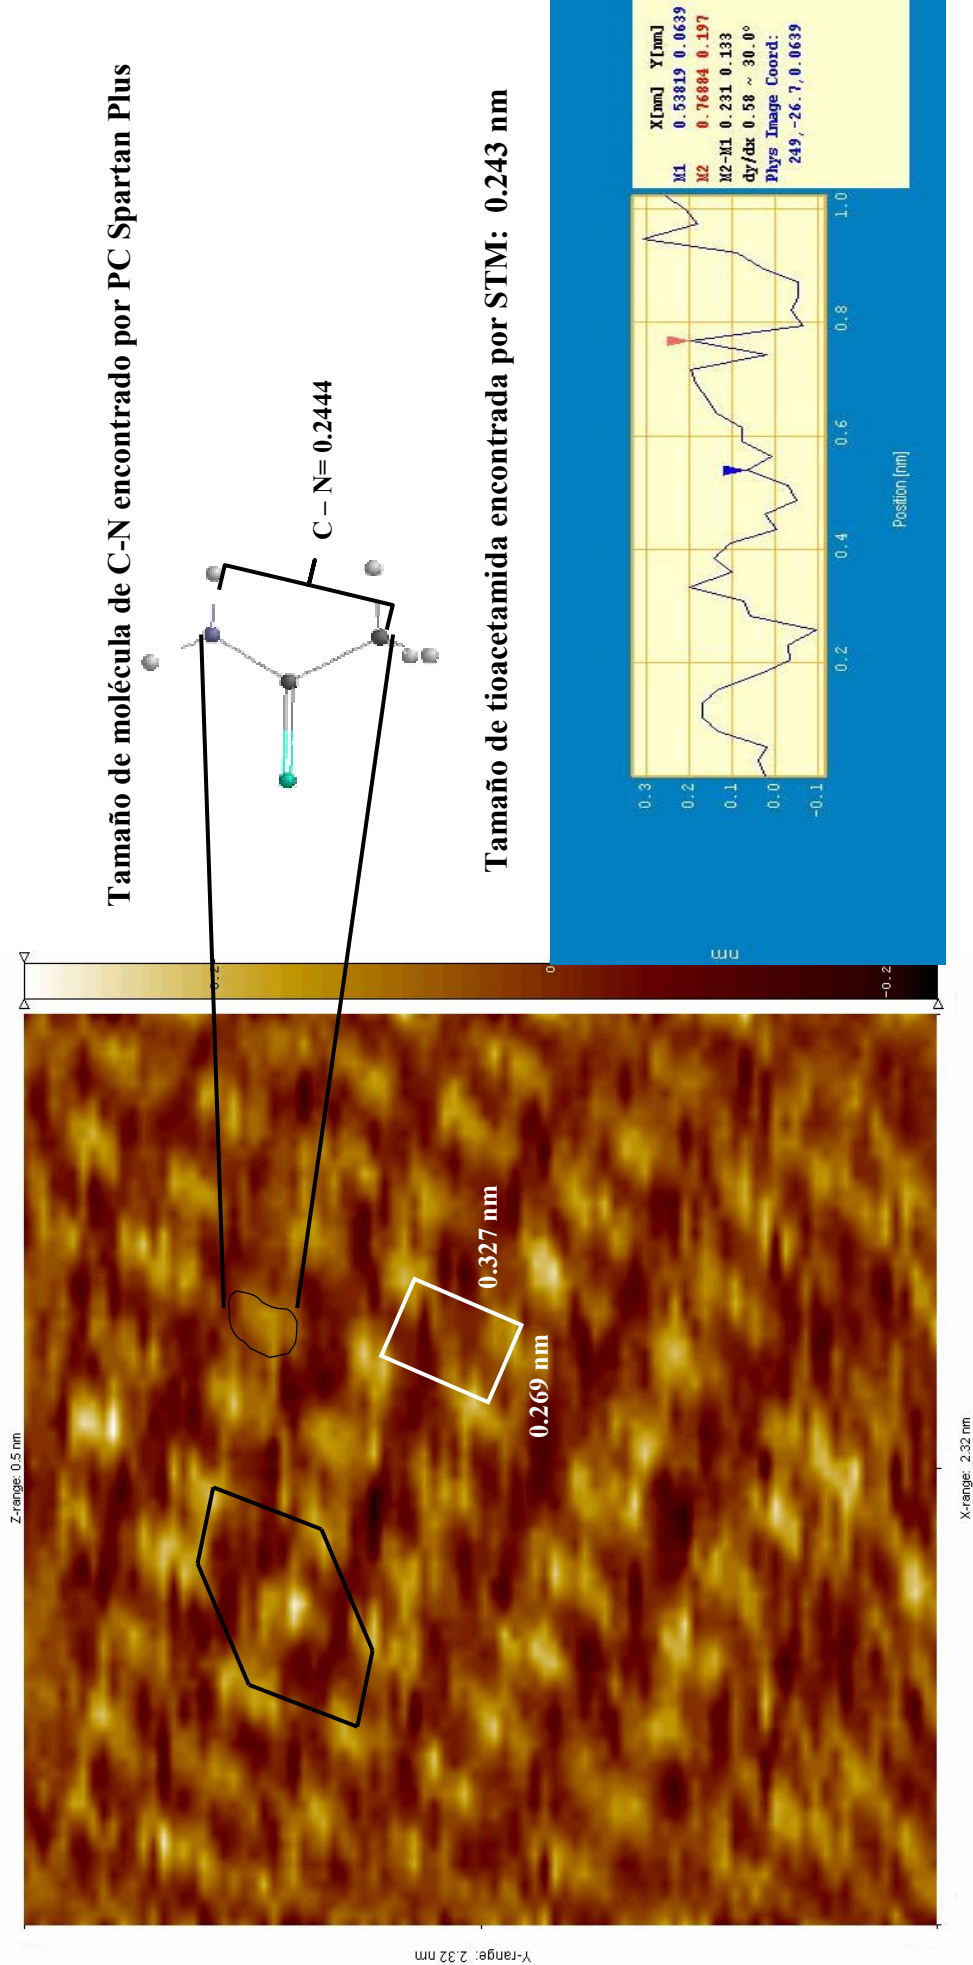 Tamaño de molécula de C-N encontrado por PC Spartan Plus
C – N= 0.2444
Tamaño de tioacetamida encontrada por STM: 0.243 nm
Z-range: 0.5 nm
0.2
0
-0.2
0.327 nm
0.269 nm
Y-range: 2.32 nm
X-range: 2.32 nm
nm
0.3
0.2
0.1
0.0
-0.1
0.2
0.4
0.6
0.8
1.0
Position [nm]
X[nm] Y[nm]
M1 0.53819 0.0639
M2 0.76884 0.197
M2-M1 0.231 0.133
dy/dx 0.58 ~ 30.0°
Phys Image Coord:
249,-26.7,0.0639